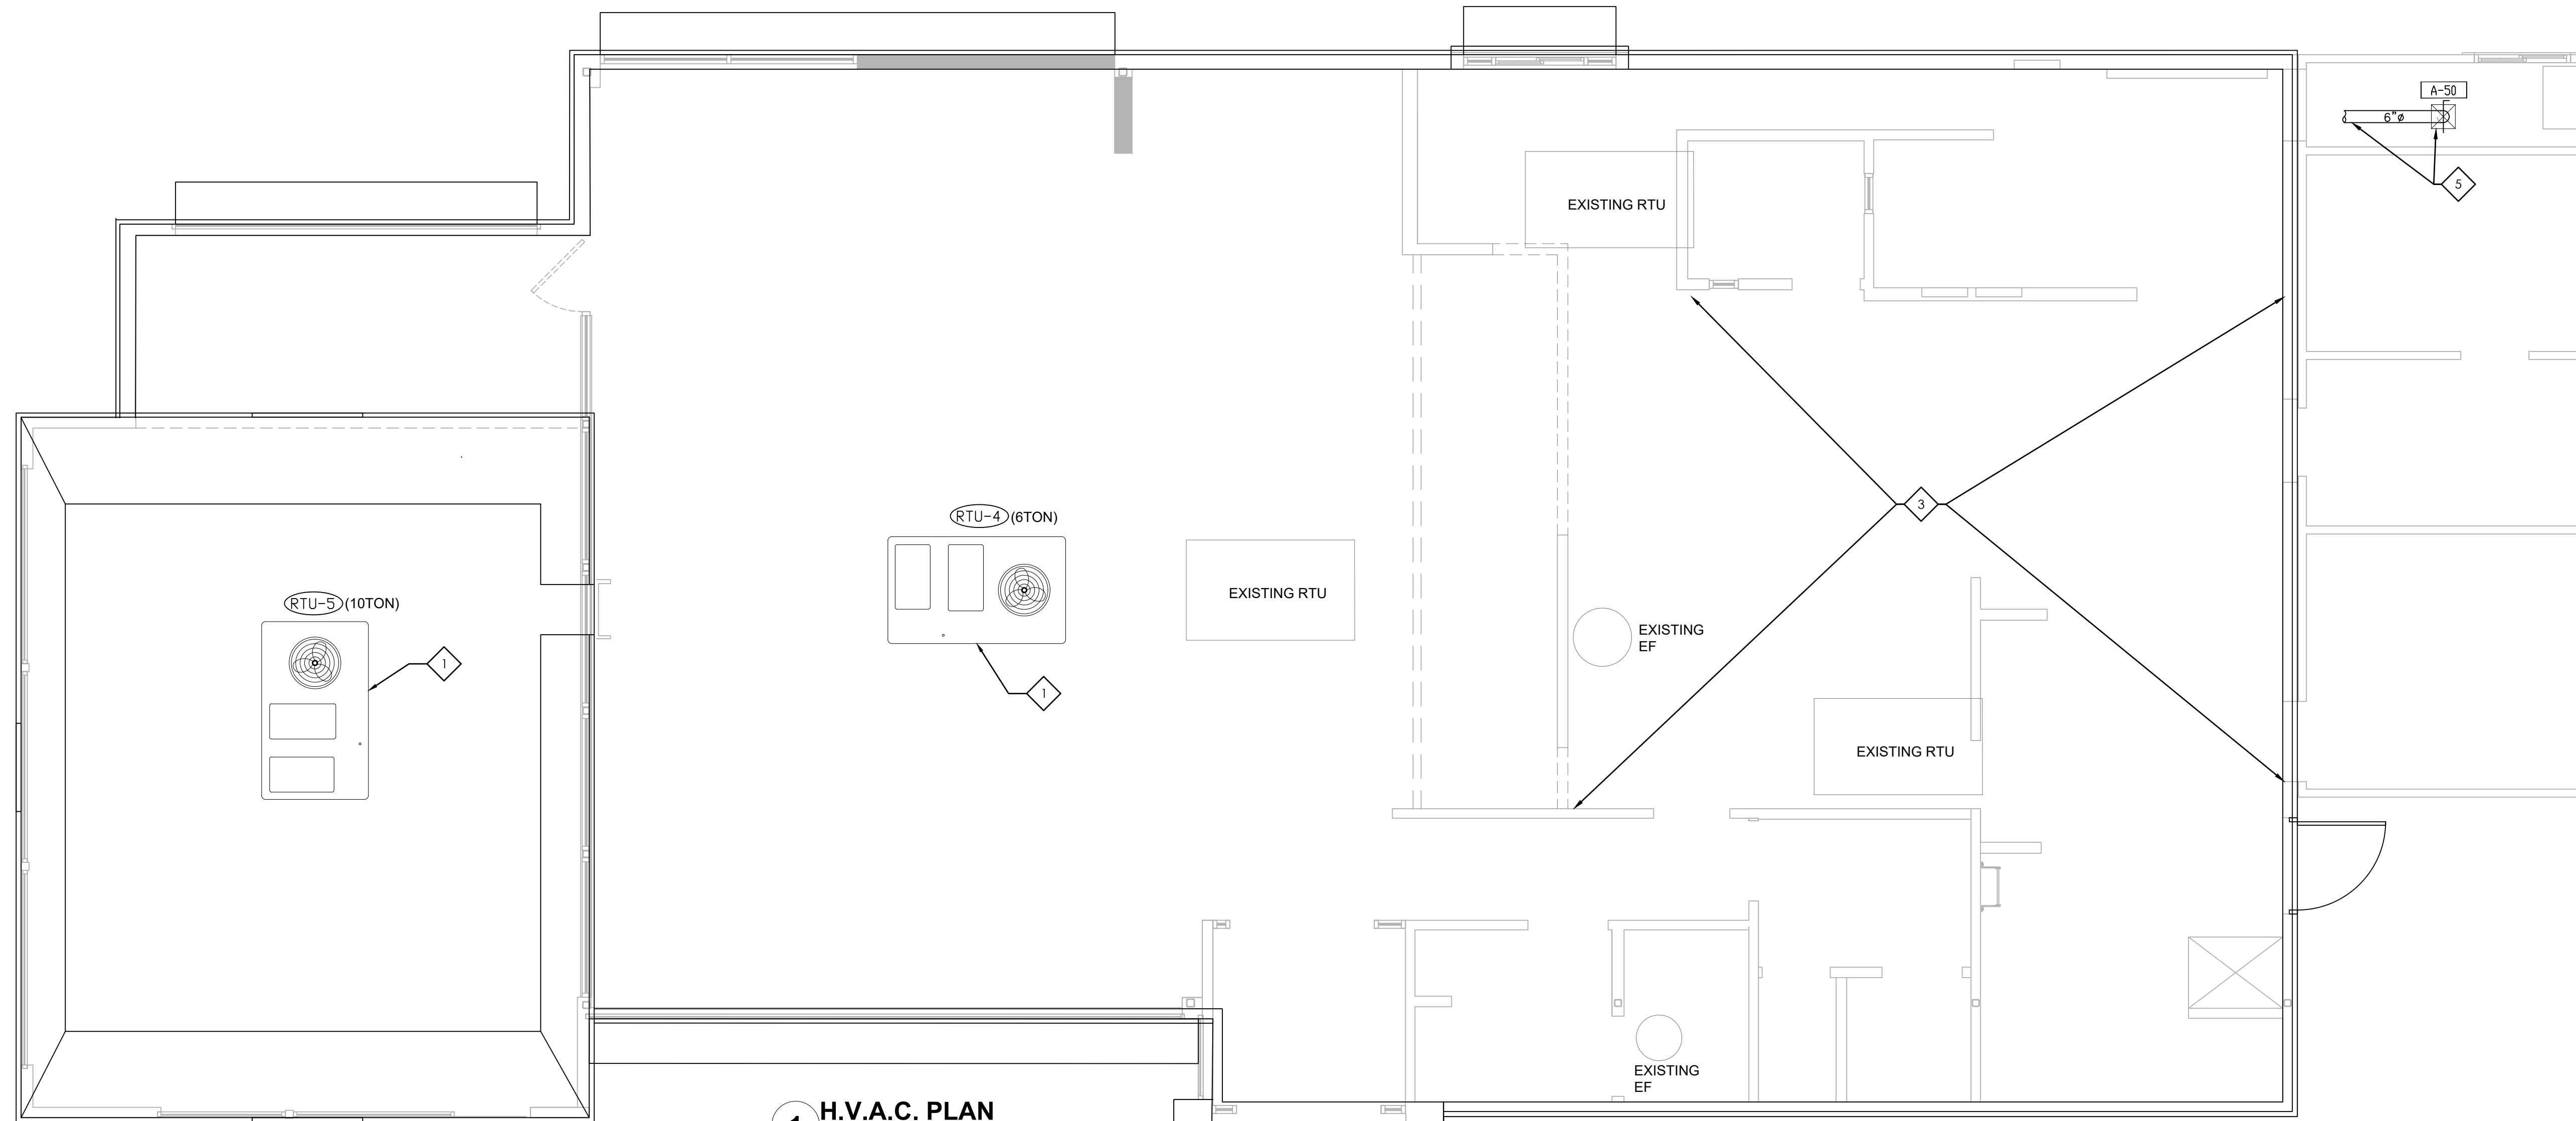 A-50
6"ø
5
EXISTING RTU
3
RTU-4 (6TON)
EXISTING RTU
1
RTU-5 (10TON)
1
EXISTING
EF
EXISTING RTU
EXISTING
EF
1
H.V.A.C. PLAN